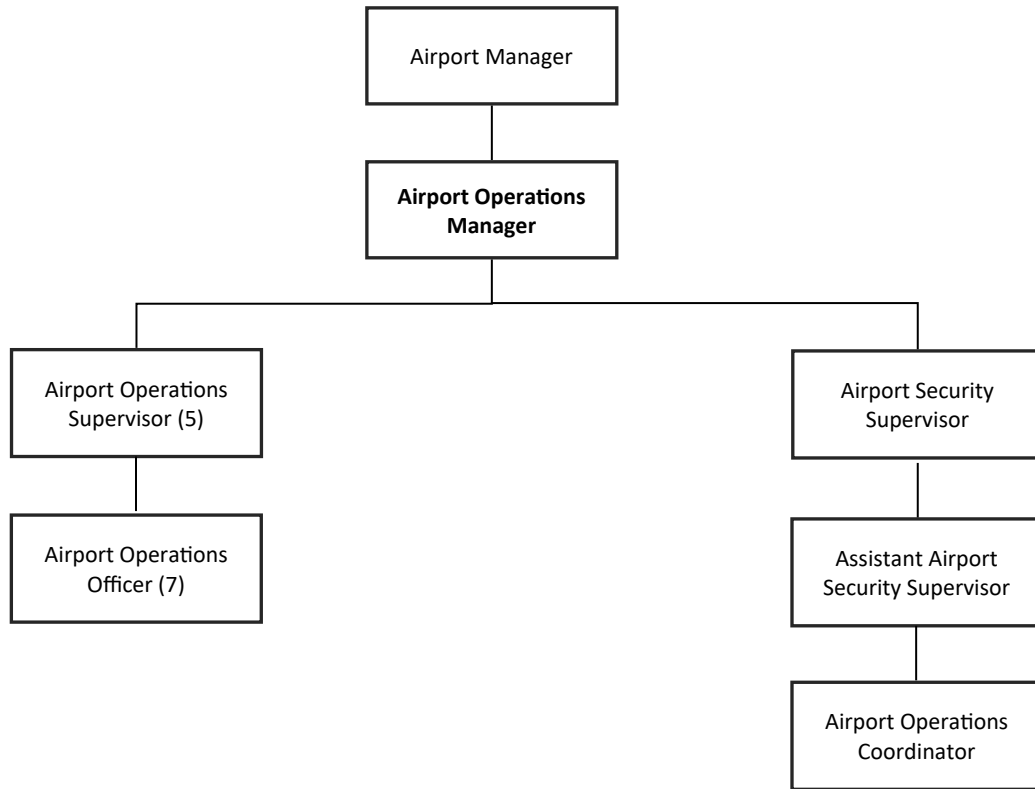 Airport Manager
Airport Operations
Manager
Airport Operations
Supervisor (5)
Airport Security
Supervisor
Airport Operations
Officer (7)
Assistant Airport
Security Supervisor
Airport Operations
Coordinator